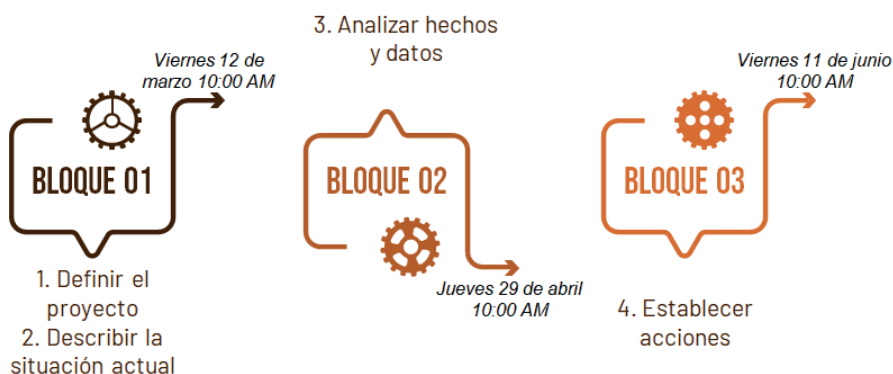 Viernes 12 de
marzo 10:00 AM
BLOQUE 01
1. Definir el
proyecto
2. Describir la
situación actual
3. Analizar hechos
y datos
BLOQUE 02
Jueves 29 de abril
10:00 AM
Viernes 11 de junio
10:00 AM
BLOQUE 03
4. Establecer
acciones